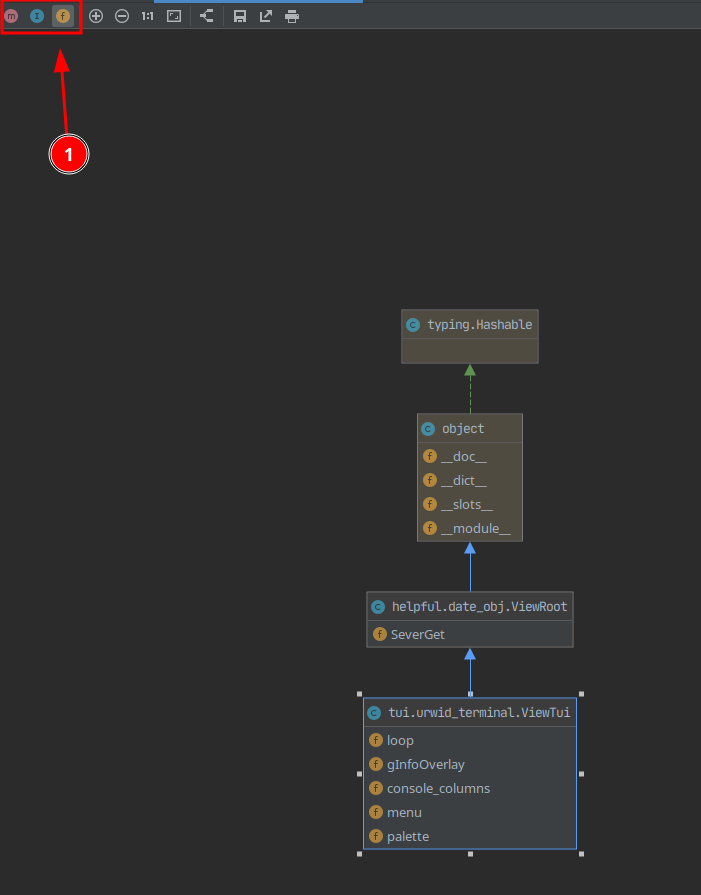 m I f 1:1
1
C typing.Hashable
C object
f __doc__
f __dict__
f __slots__
f __module__
C helpful.date_obj.ViewRoot
f SeverGet
C tui.urwid_terminal.ViewTui
f loop
f gInfoOverlay
f console_columns
f menu
f palette